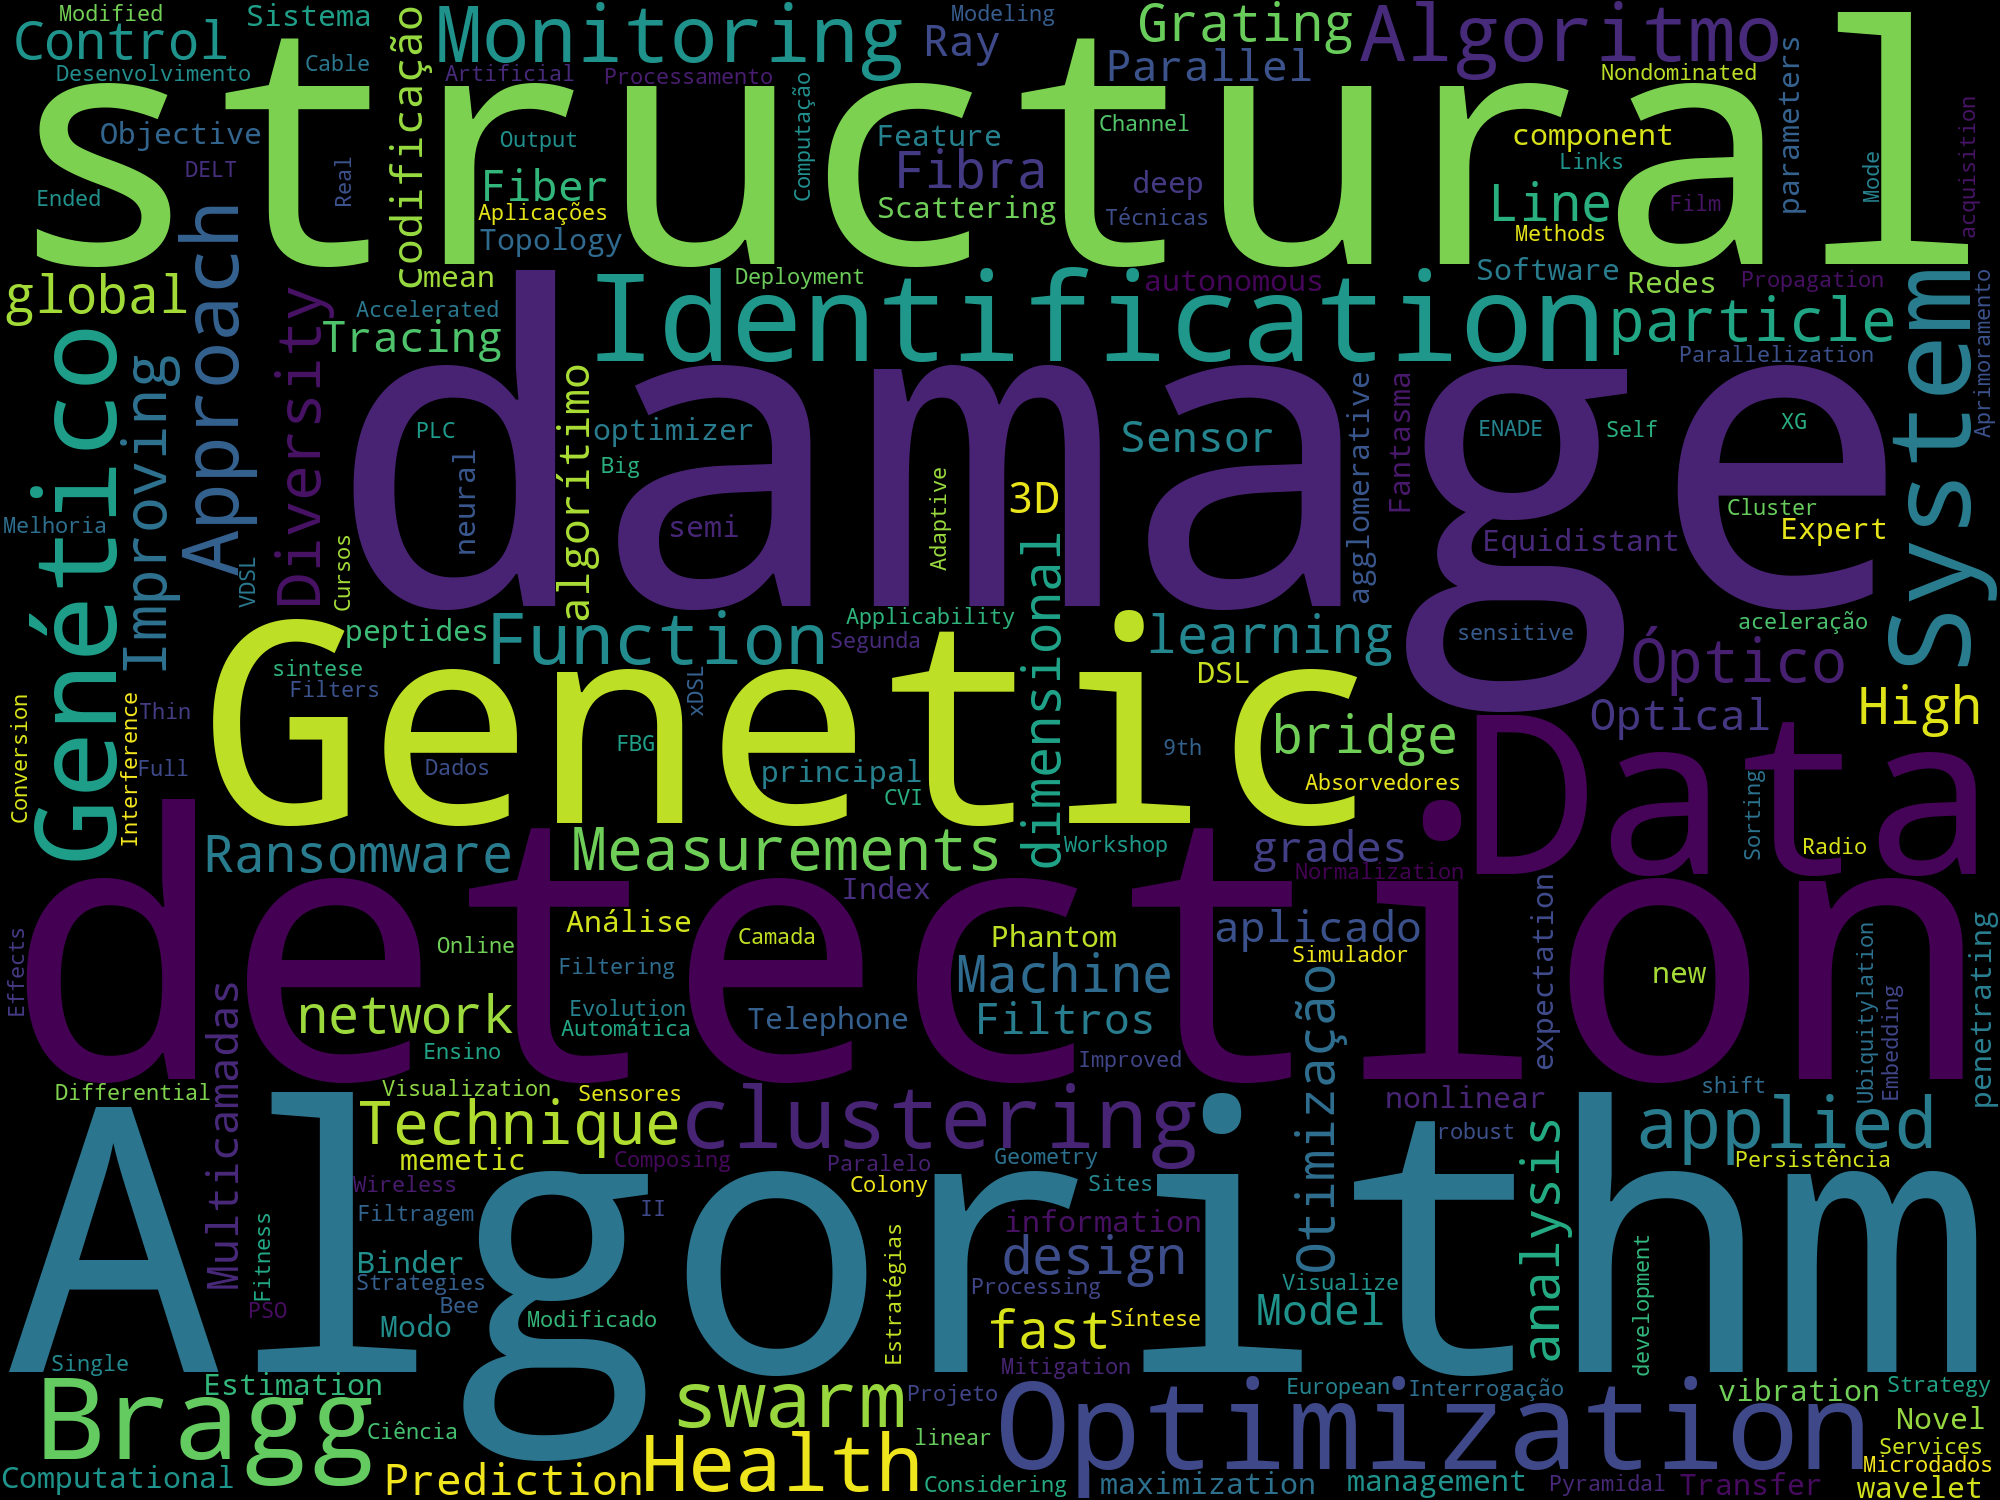 Modified
Sistema
Control
Desenvolvimento
Cable
codificação
Monitoring
Artificial
Processamento
Ray
Modeling
Grating
Parallel
Algoritmo
Nondominated
parameters
structural
Objective
DELT
Ended
Real
Output
Computação
Fiber
Aplicações
Topology
Feature
Fibra
Scattering
Channel
deep
Técnicas
component
Links
Line
Film
Methods
Mode
acquisition
global
Approach
Diversity
mean
Accelerated
Tracing
Deployment
autonomous
Identification
Software
Redes
Propagation
particle
Parallelization
System
Aprimoramento
Genético
Improving
damage
PLC
neural
algorítimo
optimizer
Big
semi
Adaptive
3D
Sensor
agglomerative
Fantasma
ENADE
Self
XG
Cluster
Expert
Equidistant
Melhoria
VDSL
Cursos
dimensional
peptides
Function
Applicability
Segunda
learning
sensitive
aceleração
Óptico
sintese
Filters
xDSL
DSL
Genetic
Optical
High
Conversion
Interference
Thin
Full
FBG
Dados
principal
CVI
9th
bridge
Absorvedores
Data
Sorting
Radio
Ransomware
Measurements
Workshop
grades
Normalization
Index
detection
Effects
Online
Análise
Camada
Phantom
aplicado
Simulador
expectation
new
Ubiquitylation
Embedding
penetrating
Multicamadas
network
Filtering
Evolution
Automática
Telephone
Machine
Filtros
Improved
Otimização
Ensino
Differential
Visualization
Sensores
clustering
nonlinear
shift
Technique
memetic
Composing
Paralelo
Geometry
robust
applied
Persistência
Algorithm
Wireless
Colony
Sites
Filtragem
II
information
analysis
Fitness
Binder
Strategies
Bee
PSO
Modo
Modificado
Estratégias
design
Processing
fast
Síntese
Visualize
Model
development
Single
Mitigation
Bragg
Estimation
Ciência
swarm
Projeto
linear
Optimization
European
Interrogação
vibration
Strategy
Novel
Services
Microdados
Computational
Prediction
Health
Considering
maximization
management
Pyramidal
Transfer
wavelet